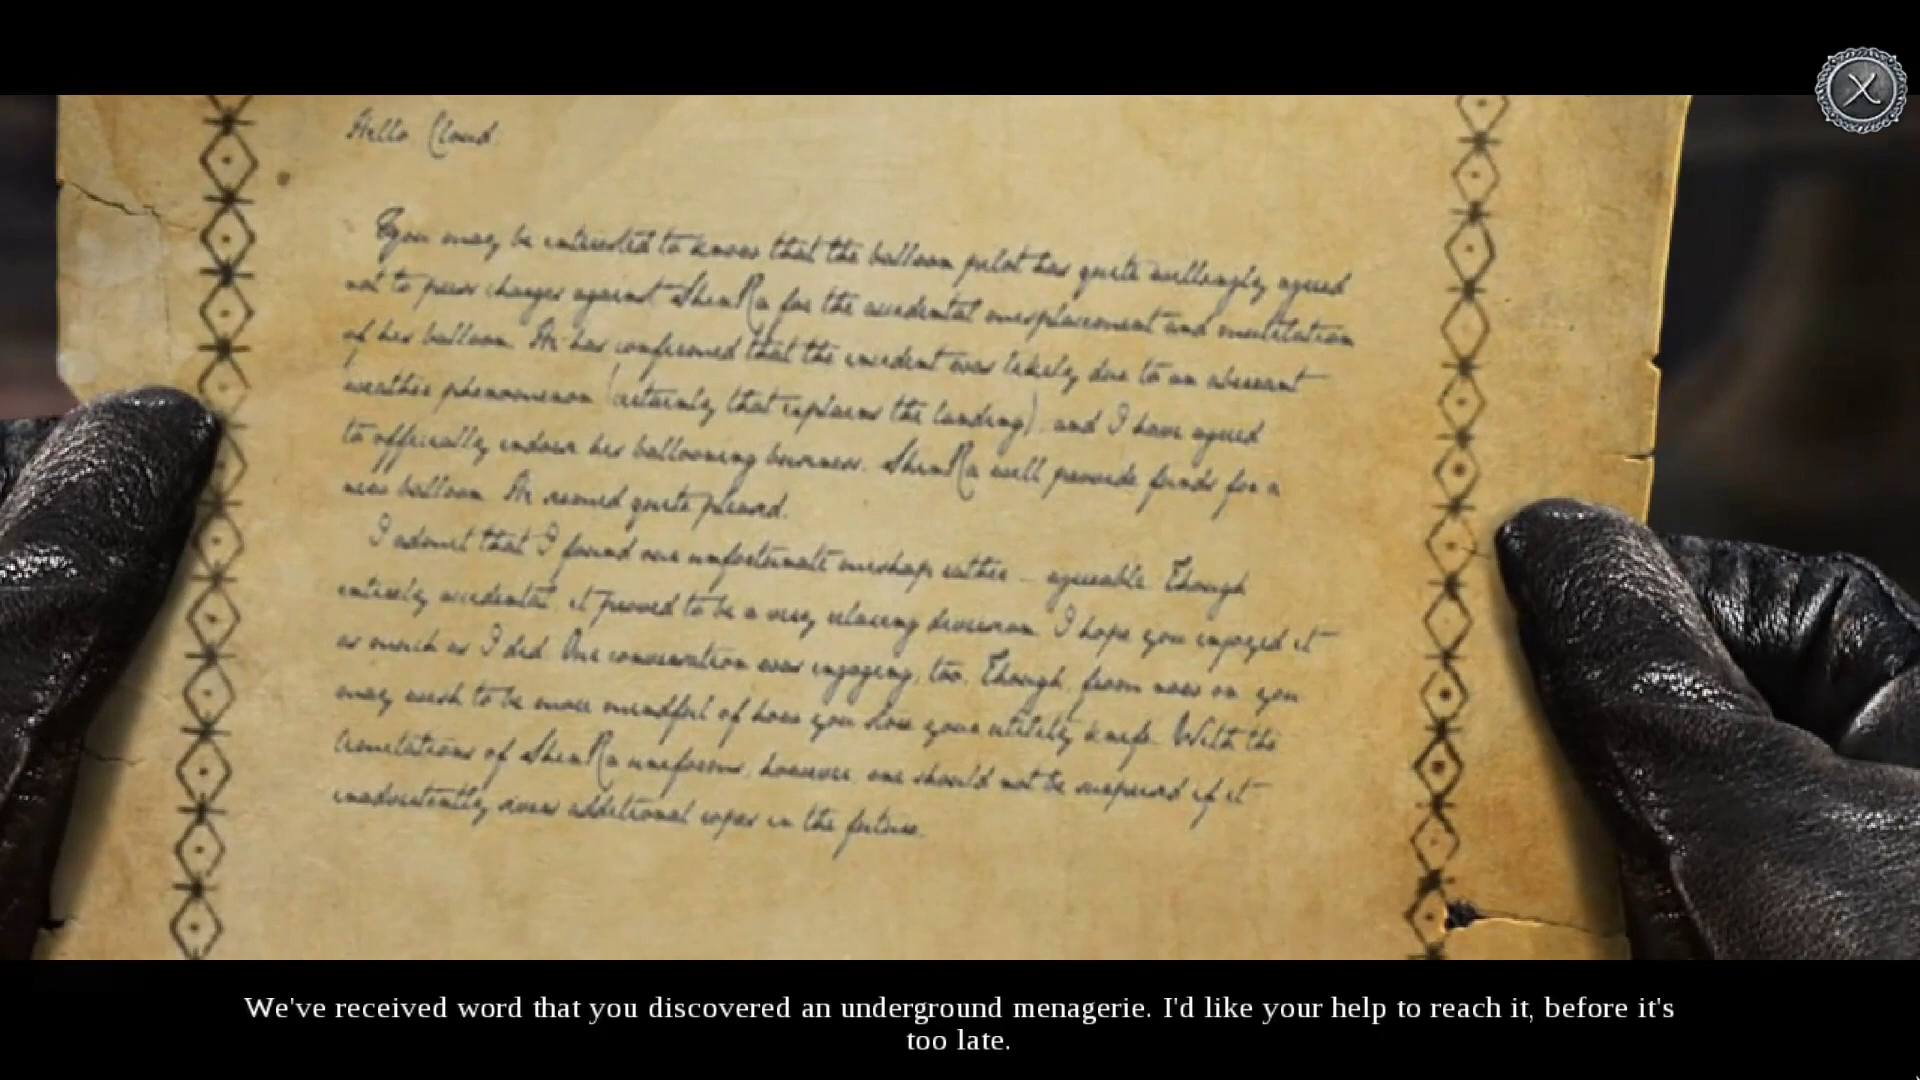 Hello Cloud.
you may be interested to know that the balloon pilot has quite willingly agreed
not to press charges against ShinRa for the accidental misplacement and mutilation
of her balloon. He has confirmed that the incident was likely due to an aberrant
weather phenomenon (certainly that explains the landing), and I have agreed
to officially endorse his ballooning business. ShinRa will provide funds for a
new balloon. He seemed quite pleased.
I admit that I found our unfortunate mishap rather... agreeable. Though
entirely accidental, it proved to be a very relaxing diversion. I hope you enjoyed it
as much as I did. Our conversation was engaging, too. Though, from now on you
may wish to be more mindful of how you stow your utility knife. With the
limitations of ShinRa uniforms, however, one should not be surprised if it
inadvertently severs additional ropes in the future.
We've received word that you discovered an underground menagerie. I'd like your help to reach it, before it's
too late.